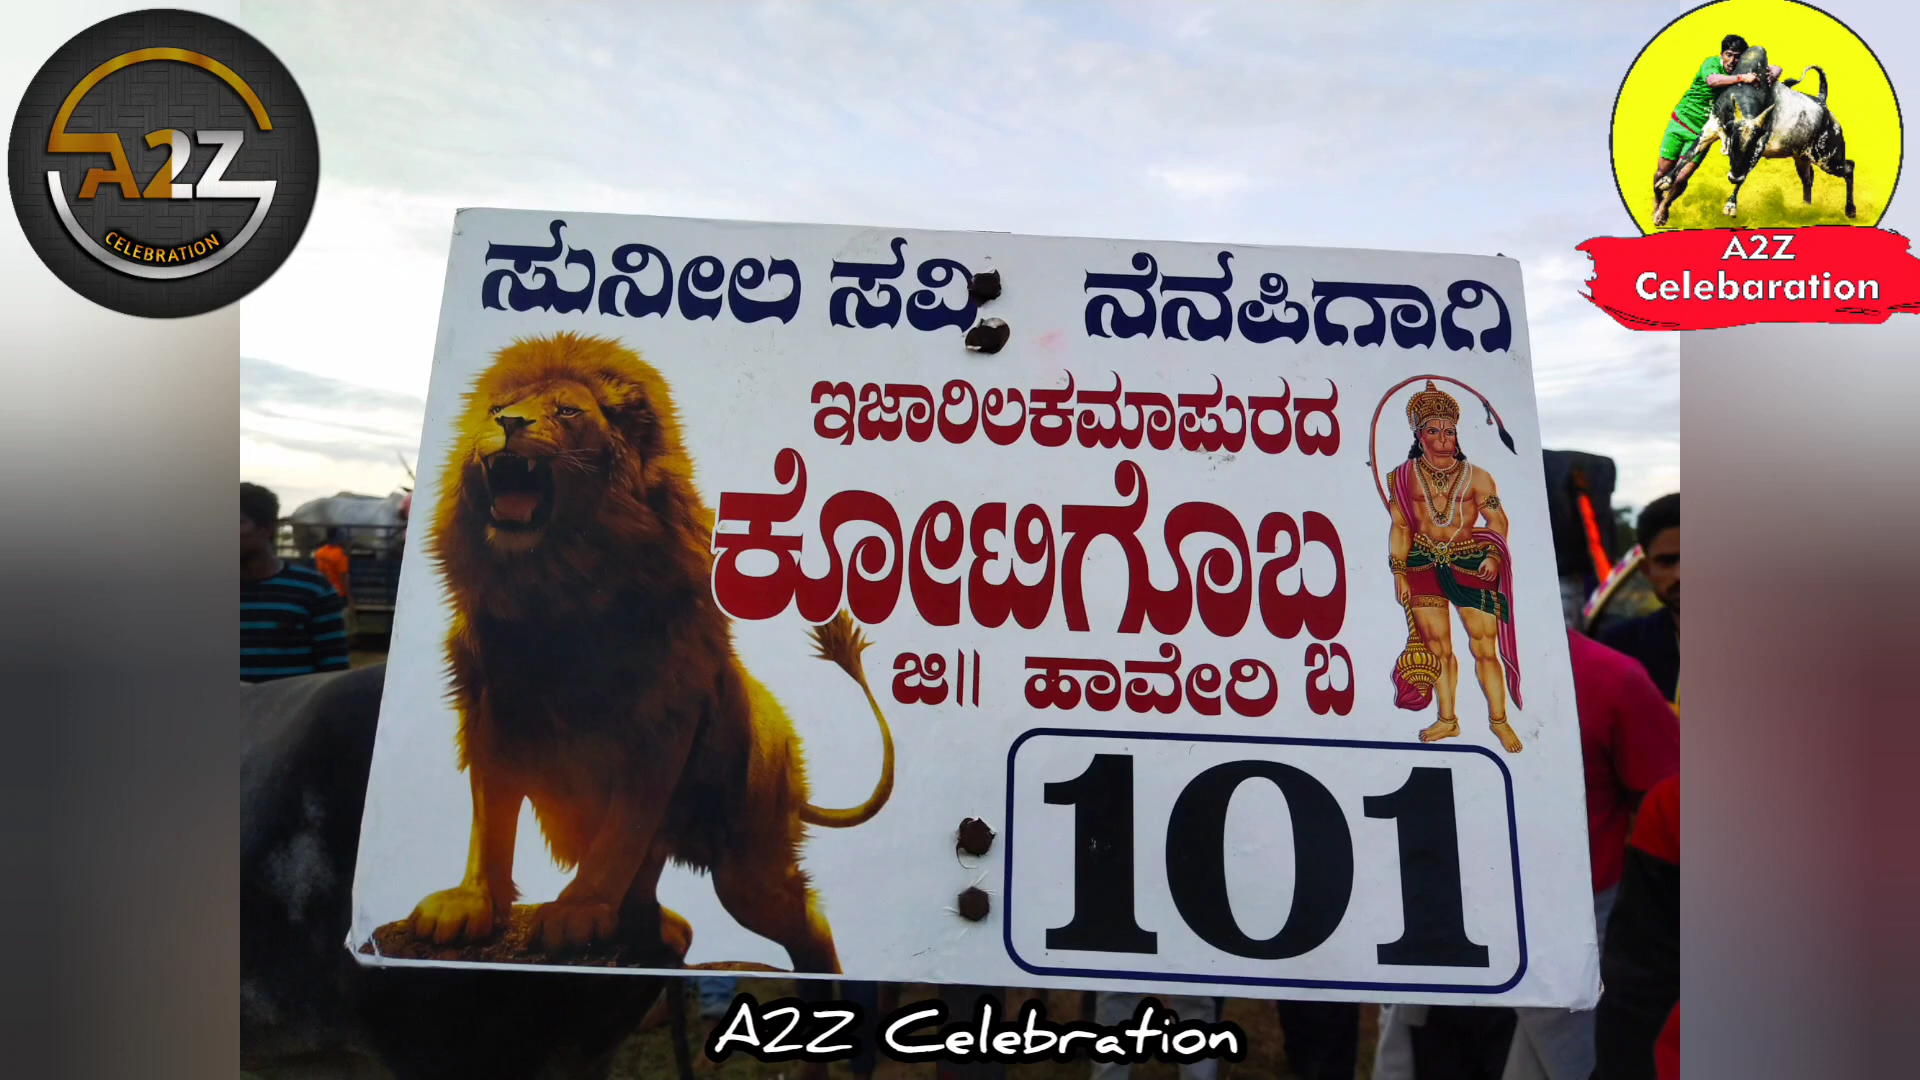 A2Z
CELEBRATION
A2Z
Celebaration
ಸುನೀಲ ಸವಿ ನೆನಪಿಗಾಗಿ
ಇಜಾರಿಲಕಮಾಪುರದ
ಕೋಟಿಗೊಬ್ಬ
ಜಿ|| ಹಾವೇರಿ ಬ
101
A2Z Celebration